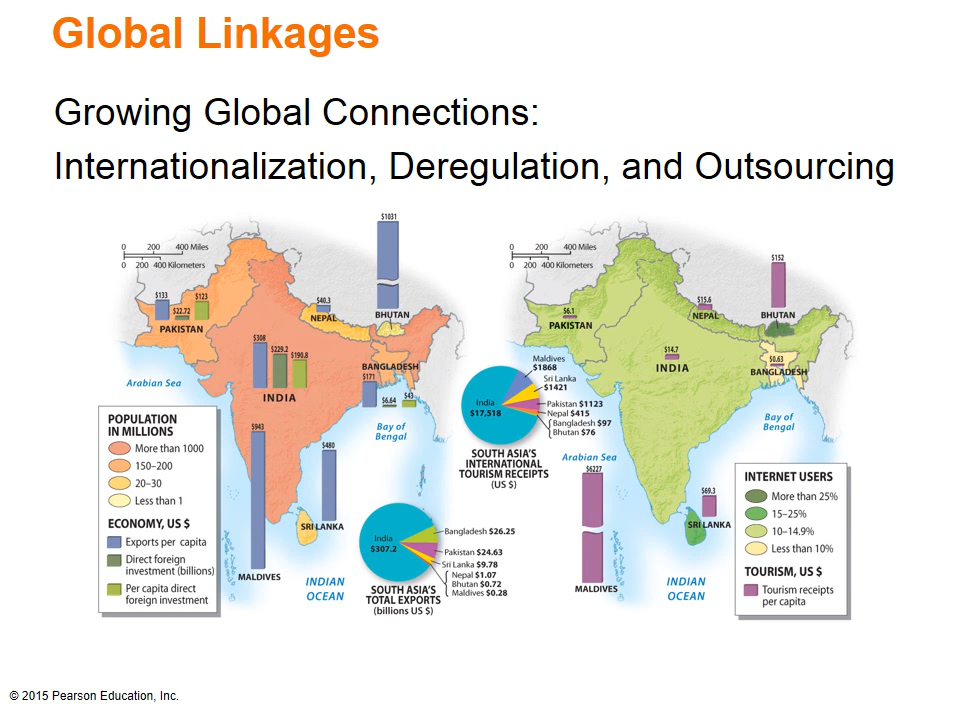 Global Linkages
Growing Global Connections:
Internationalization, Deregulation, and Outsourcing
0 200 400 Miles
0 200 400 Kilometers
$133
$22.72
$123
PAKISTAN
$40.3
NEPAL
$1031
BHUTAN
$308
$229.2
$190.8
INDIA
BANGLADESH
$171
$6.64
$43
Arabian Sea
Bay of
Bengal
$943
MALDIVES
$480
SRI LANKA
INDIAN
OCEAN
POPULATION
IN MILLIONS
More than 1000
150–200
20–30
Less than 1
ECONOMY, US $
Exports per capita
Direct foreign
investment (billions)
Per capita direct
foreign investment
India
$307.2
Bangladesh $26.25
Pakistan $24.63
Sri Lanka $9.78
Nepal $1.07
Bhutan $0.72
Maldives $0.28
SOUTH ASIA'S
TOTAL EXPORTS
(billions US $)
0 200 400 Miles
0 200 400 Kilometers
$6.1
PAKISTAN
$15.6
NEPAL
$152
BHUTAN
$14.7
INDIA
$0.63
BANGLADESH
Maldives
$1868
Sri Lanka
$1421
India
$17,518
Pakistan $1123
Nepal $415
Bangladesh $97
Bhutan $76
SOUTH ASIA'S
INTERNATIONAL
TOURISM RECEIPTS
(US $)
Arabian Sea
Bay of
Bengal
$6227
MALDIVES
$69.3
SRI LANKA
INDIAN
OCEAN
INTERNET USERS
More than 25%
15–25%
10–14.9%
Less than 10%
TOURISM, US $
Tourism receipts
per capita
© 2015 Pearson Education, Inc.